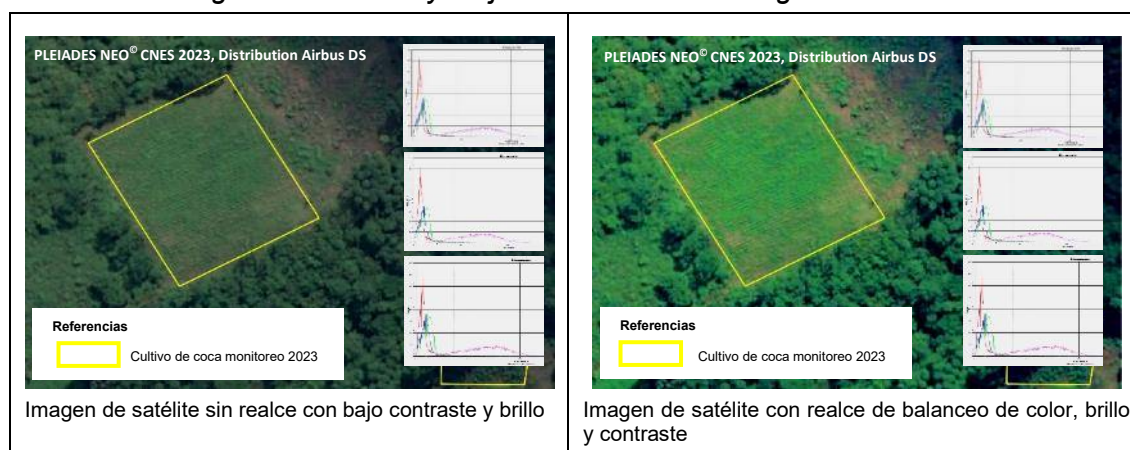 PLEIADES NEO© CNES 2023, Distribution Airbus DS
Referencias
Cultivo de coca monitoreo 2023
Imagen de satélite sin realce con bajo contraste y brillo
PLEIADES NEO© CNES 2023, Distribution Airbus DS
Referencias
Cultivo de coca monitoreo 2023
Imagen de satélite con realce de balanceo de color, brillo
y contraste